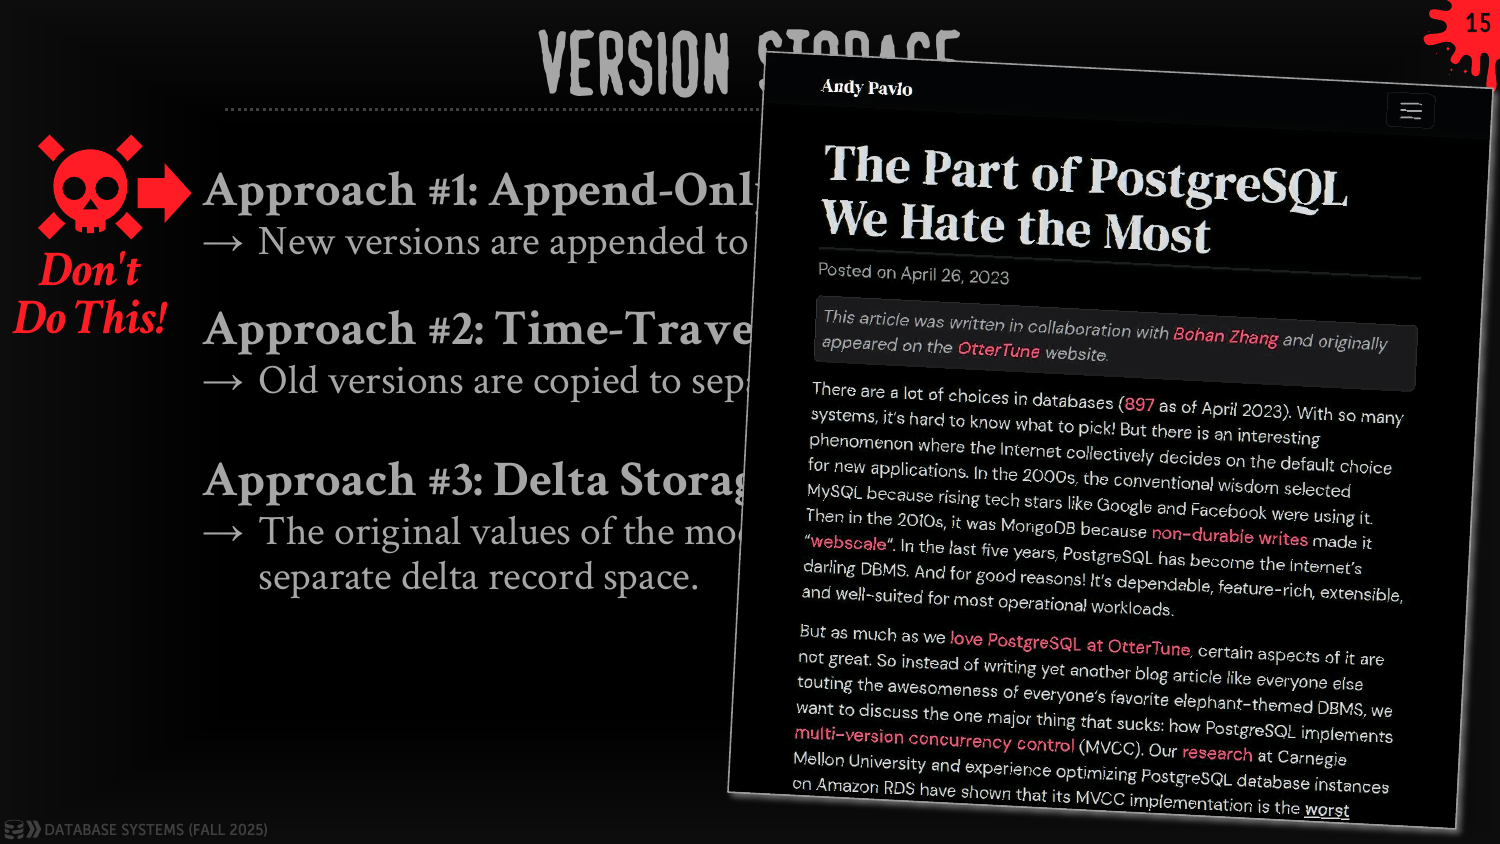 15
VERSION STORAGE
Don't
Do This!
Approach #1: Append-Only
→ New versions are appended to
Approach #2: Time-Trave
→ Old versions are copied to sepa
Approach #3: Delta Storag
→ The original values of the mo
separate delta record space.
Andy Pavlo
The Part of PostgreSQL
We Hate the Most
Posted on April 26, 2023
This article was written in collaboration with Bohan Zhang and originally
appeared on the OtterTune website.
There are a lot of choices in databases (897 as of April 2023). With so many
systems, it's hard to know what to pick! But there is an interesting
phenomenon where the Internet collectively decides on the default choice
for new applications. In the 2000s, the conventional wisdom selected
MySQL because rising tech stars like Google and Facebook were using it.
Then in the 2010s, it was MongoDB because non-durable writes made it
“webscale“. In the last five years, PostgreSQL has become the Internet's
darling DBMS. And for good reasons! It's dependable, feature-rich, extensible,
and well-suited for most operational workloads.
But as much as we love PostgreSQL at OtterTune, certain aspects of it are
not great. So instead of writing yet another blog article like everyone else
touting the awesomeness of everyone's favorite elephant-themed DBMS, we
want to discuss the one major thing that sucks: how PostgreSQL implements
multi-version concurrency control (MVCC). Our research at Carnegie
Mellon University and experience optimizing PostgreSQL database instances
on Amazon RDS have shown that its MVCC implementation is the worst
DATABASE SYSTEMS (FALL 2025)